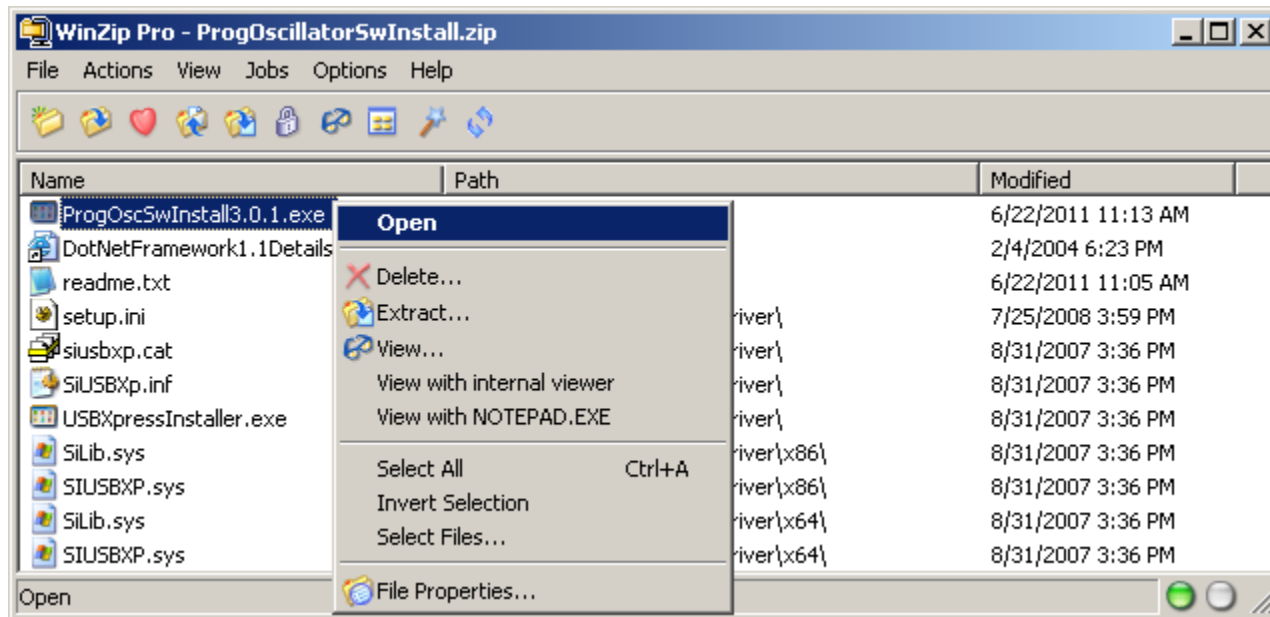 WinZip Pro - ProgOscillatorSwInstall.zip
File Actions View Jobs Options Help
Name Path Modified
ProgOscSwInstall3.0.1.exe 6/22/2011 11:13 AM
DotNetFramework1.1Details 2/4/2004 6:23 PM
readme.txt 6/22/2011 11:05 AM
setup.ini river\ 7/25/2008 3:59 PM
siusbxp.cat river\ 8/31/2007 3:36 PM
SiUSBXp.inf river\ 8/31/2007 3:36 PM
USBXpressInstaller.exe river\ 8/31/2007 3:36 PM
SiLib.sys river\x86\ 8/31/2007 3:36 PM
SIUSBXP.sys river\x86\ 8/31/2007 3:36 PM
SiLib.sys river\x64\ 8/31/2007 3:36 PM
SIUSBXP.sys river\x64\ 8/31/2007 3:36 PM
Open
Delete...
Extract...
View...
View with internal viewer
View with NOTEPAD.EXE
Select All Ctrl+A
Invert Selection
Select Files...
File Properties...
Open